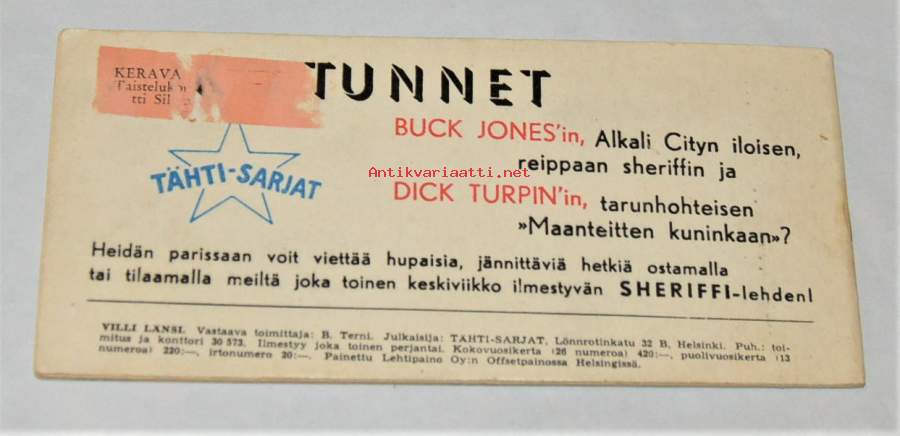 KERAVA
TUNNET
BUCK JONES'in, Alkali Cityn iloisen,
reippaan sheriffin ja
Antikvariaatti.net
TÄHTI-SARJAT
DICK TURPIN'in, tarunhohteisen
»Maanteitten kuninkaan»?
Heidän parissaan voit viettää hupaisia, jännittäviä hetkiä ostamalla
tai tilaamalla meiltä joka toinen keskiviikko ilmestyvän SHERIFFI-lehden!
VILLI LÄNSI. Vastaava toimittaja: B. Terni. Julkaisija: TÄHTI-SARJAT, Lönnrotinkatu 32 B, Helsinki. Puh.: toi-
mitus ja konttori 30 573. Ilmestyy joka toinen perjantai. Kokovuosikerta (26 numeroa) 420:—, puolivuosikerta (13
numeroa) 220:—, irtonumero 20:—. Painettu Lehtipaino Oy:n Offsetpainossa Helsingissä.